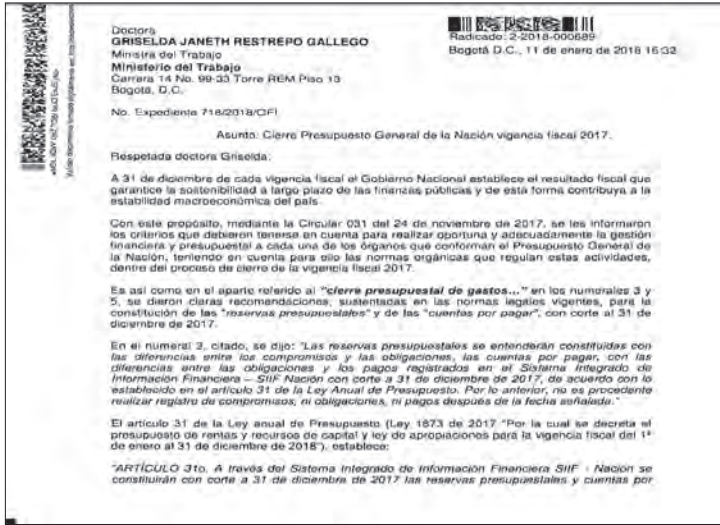 Doctora
GRISELDA JANETH RESTREPO GALLEGO
Ministra del Trabajo
Ministerio del Trabajo
Carrera 14 No. 99-33 Torre REM Piso 13
Bogotá, D.C.
Radicado: 2-2018-000689
Bogotá D.C., 11 de enero de 2018 16:32
No. Expediente 718/2018/OFI
Asunto: Cierre Presupuesto General de la Nación vigencia fiscal 2017.
Respetada doctora Griselda:
A 31 de diciembre de cada vigencia fiscal el Gobierno Nacional establece el resultado fiscal que
garantice la sostenibilidad a largo plazo de las finanzas públicas y de esta forma contribuya a la
estabilidad macroeconómica del país.
Con este propósito, mediante la Circular 031 del 24 de noviembre de 2017, se les informaron
los criterios que debieron tenerse en cuenta para realizar oportuna y adecuadamente la gestión
financiera y presupuestal a cada una de los órganos que conforman el Presupuesto General de
la Nación, teniendo en cuenta para ello las normas orgánicas que regulan estas actividades,
dentro del proceso de cierre de la vigencia fiscal 2017.
Es así como en el aparte referido al "cierre presupuestal de gastos..." en los numerales 3 y
5, se dieron claras recomendaciones, sustentadas en las normas legales vigentes, para la
constitución de las "reservas presupuestales" y de las "cuentas por pagar", con corte al 31 de
diciembre de 2017.
En el numeral 3, citado, se dijo: "Las reservas presupuestales se entenderán constituidas con
las diferencias entre los compromisos y las obligaciones, las cuentas por pagar, con las
diferencias entre las obligaciones y los pagos registrados en el Sistema Integrado de
Información Financiera – SIIF Nación con corte a 31 de diciembre de 2017, de acuerdo con lo
establecido en el artículo 31 de la Ley Anual de Presupuesto. Por lo anterior, no es procedente
realizar registro de compromisos, ni obligaciones, ni pagos después de la fecha señalada."
El artículo 31 de la Ley anual de Presupuesto (Ley 1873 de 2017 "Por la cual se decreta el
presupuesto de rentas y recursos de capital y ley de apropiaciones para la vigencia fiscal del 1º
de enero al 31 de diciembre de 2018"), establece:
"ARTÍCULO 31o. A través del Sistema Integrado de Información Financiera SIIF - Nación se
constituirán con corte a 31 de diciembre de 2017 las reservas presupuestales y cuentas por